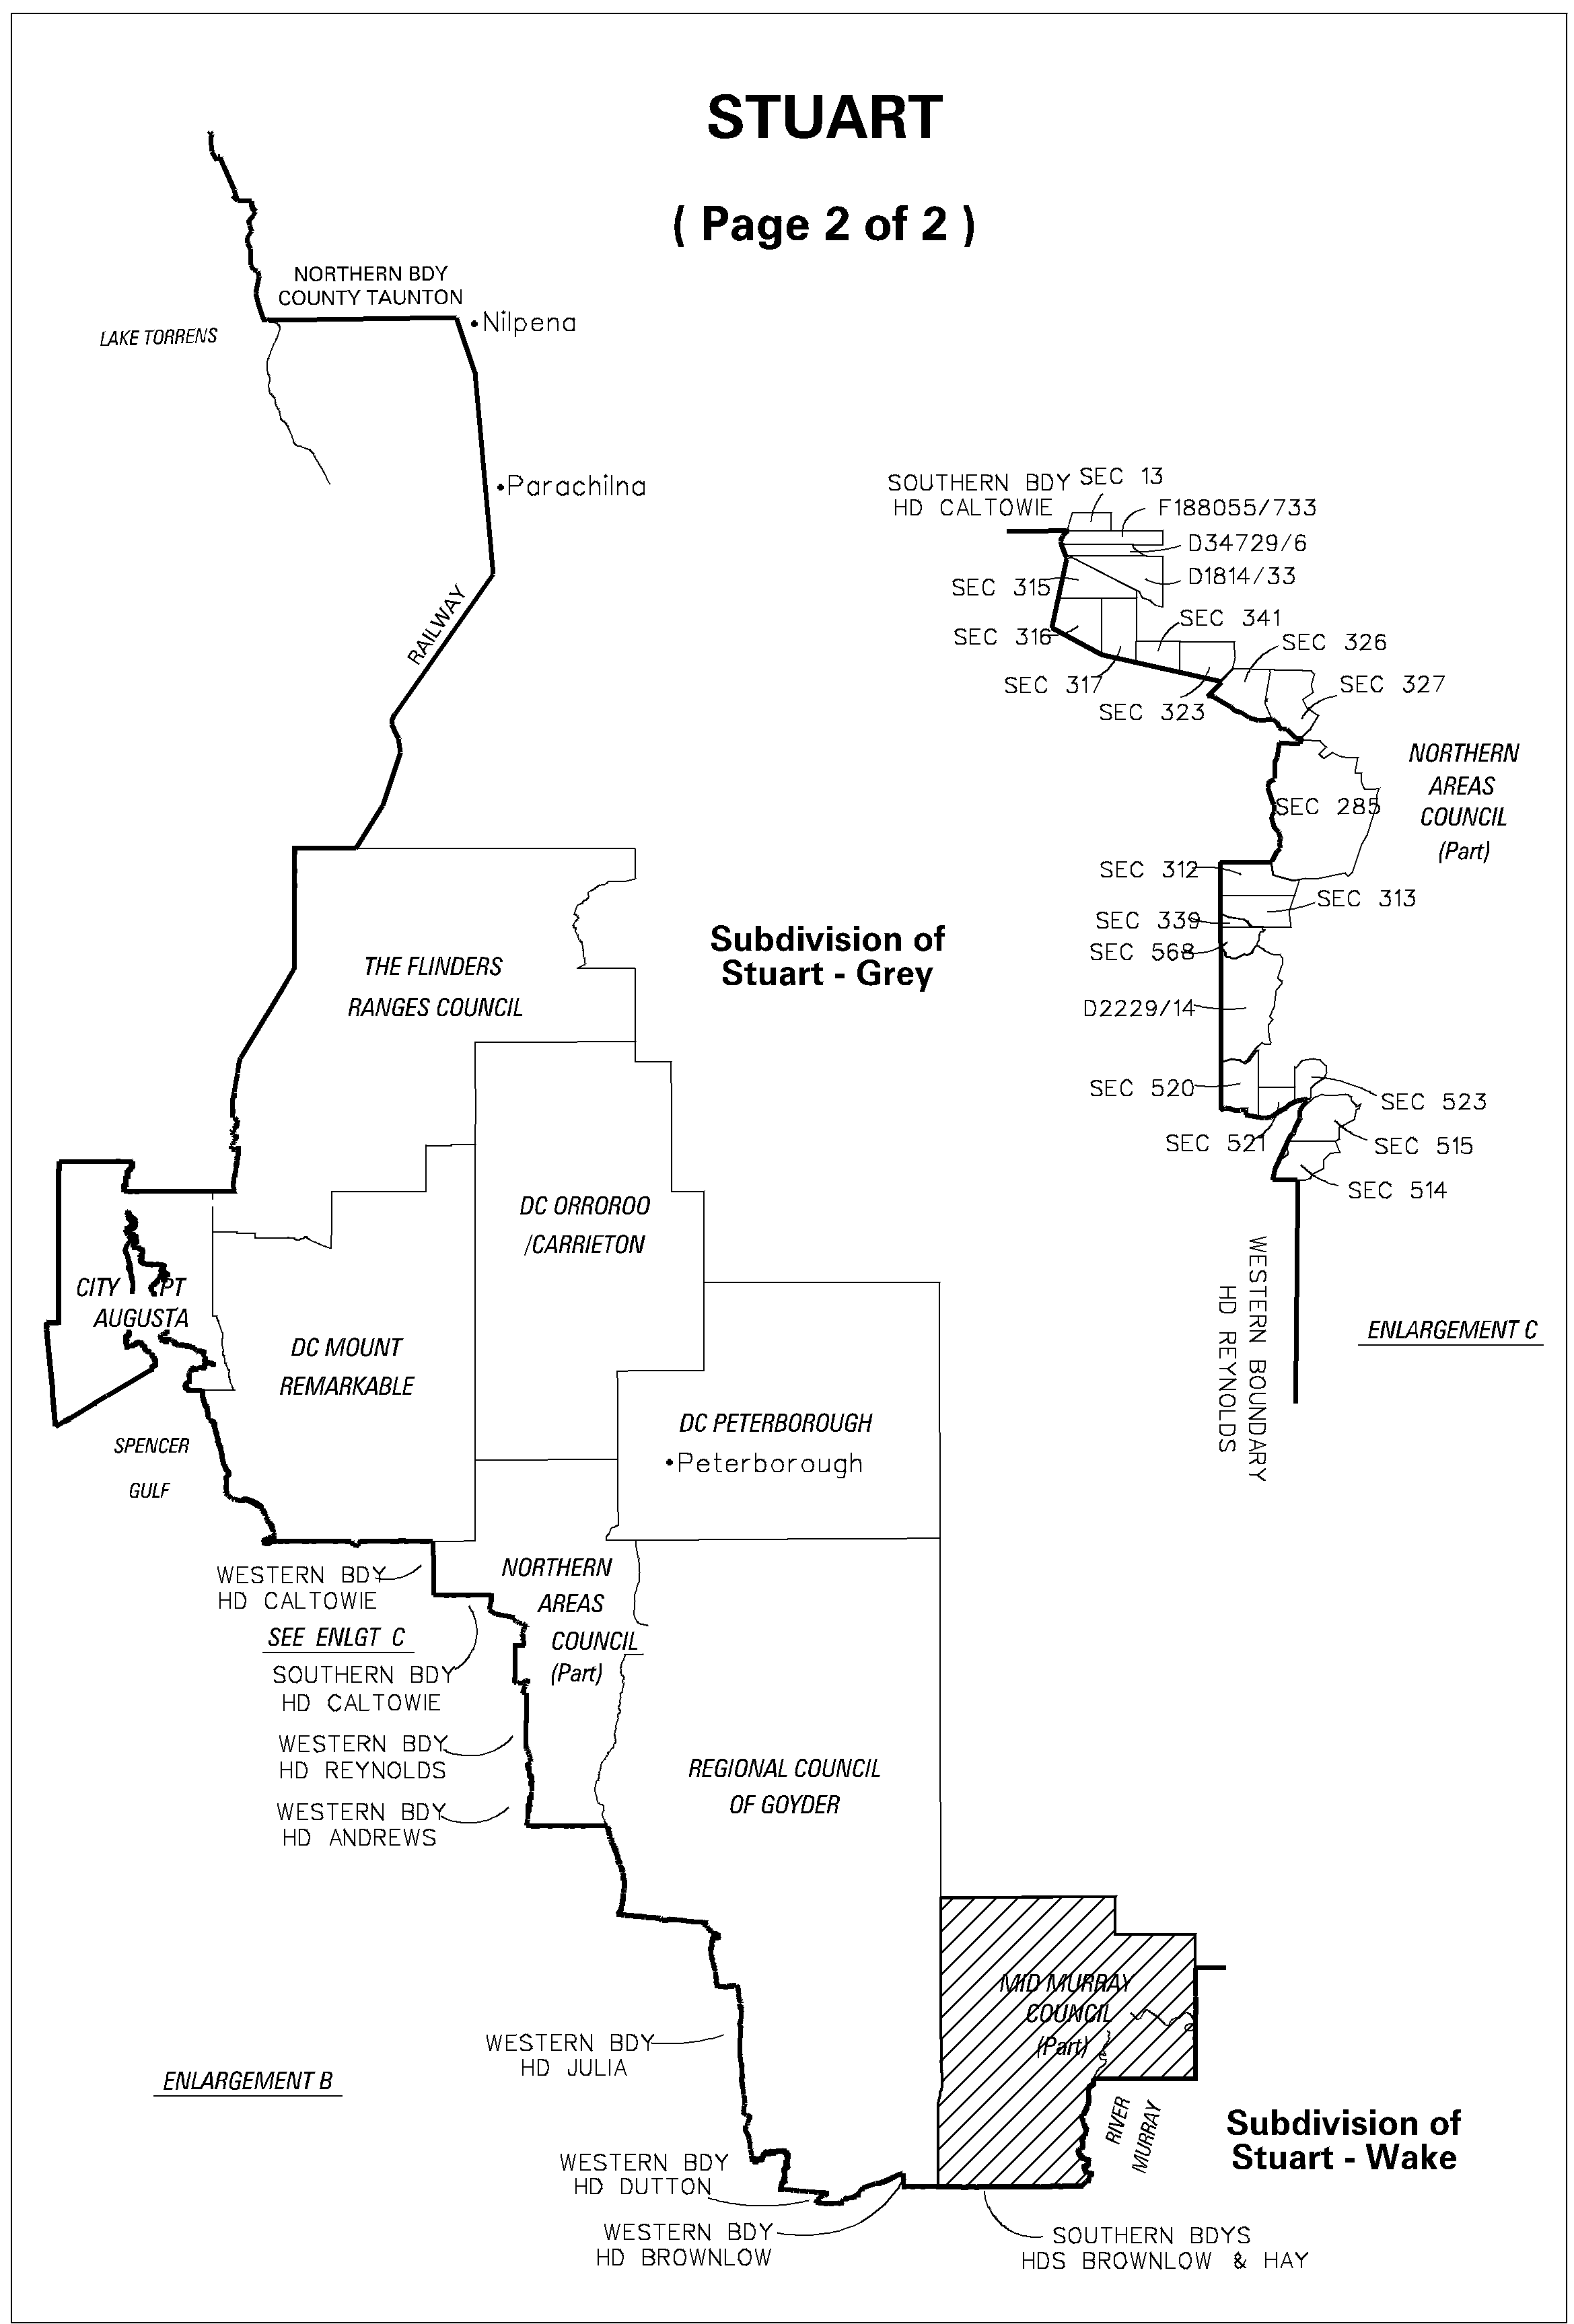 STUART
( Page 2 of 2 )
NORTHERN BDY
COUNTY TAUNTON
LAKE TORRENS
Nilpena
Parachilna
RAILWAY
SOUTHERN BDY
HD CALTOWIE
SEC 13
F188055/733
D34729/6
D1814/33
SEC 315
SEC 316
SEC 341
SEC 326
SEC 317
SEC 327
SEC 323
NORTHERN
AREAS
COUNCIL
(Part)
SEC 285
SEC 312
SEC 313
SEC 339
SEC 568
D2229/14
SEC 520
SEC 523
SEC 521
SEC 515
SEC 514
WESTERN BOUNDARY
HD REYNOLDS
ENLARGEMENT C
Subdivision of
Stuart - Grey
THE FLINDERS
RANGES COUNCIL
DC ORROROO
/CARRIETON
CITY PT
AUGUSTA
DC MOUNT
REMARKABLE
DC PETERBOROUGH
Peterborough
SPENCER
GULF
WESTERN BDY
HD CALTOWIE
SEE ENLGT C
SOUTHERN BDY
HD CALTOWIE
NORTHERN
AREAS
COUNCIL
(Part)
WESTERN BDY
HD REYNOLDS
WESTERN BDY
HD ANDREWS
REGIONAL COUNCIL
OF GOYDER
MID MURRAY
COUNCIL
(Part)
WESTERN BDY
HD JULIA
ENLARGEMENT B
RIVER
MURRAY
Subdivision of
Stuart - Wake
WESTERN BDY
HD DUTTON
WESTERN BDY
HD BROWNLOW
SOUTHERN BDYS
HDS BROWNLOW & HAY